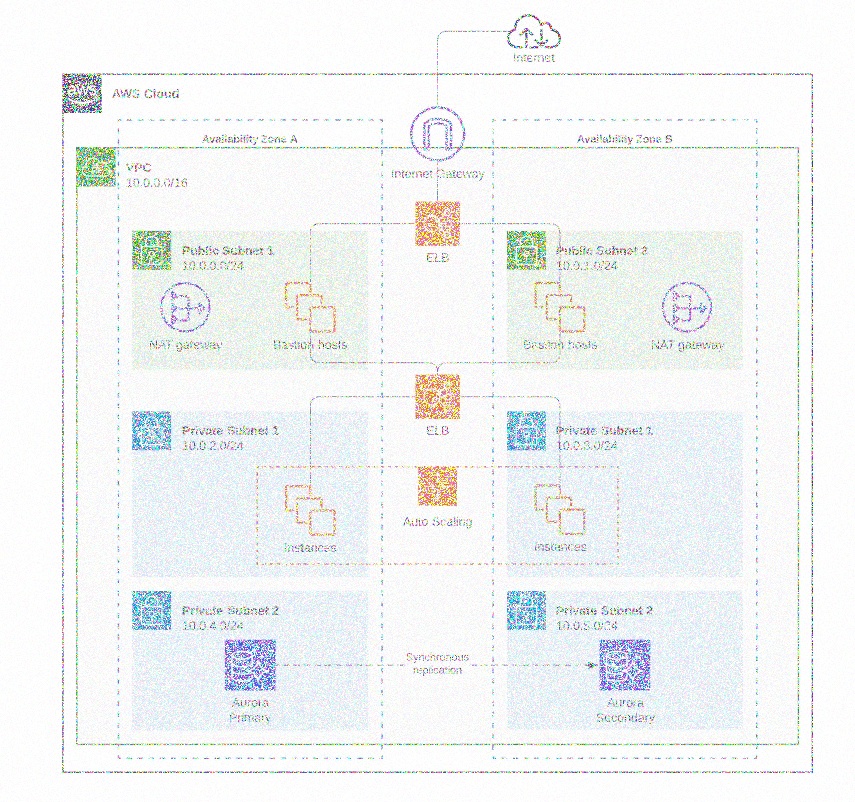 Internet
aws
AWS Cloud
Availability Zone A
Availability Zone B
VPC
10.0.0.0/16
Internet Gateway
ELB
Public Subnet 1
10.0.0.0/24
Public Subnet 2
10.0.1.0/24
NAT gateway
Bastion hosts
Bastion hosts
NAT gateway
ELB
Private Subnet 1
10.0.2.0/24
Private Subnet 1
10.0.3.0/24
Auto Scaling
Instances
Instances
Private Subnet 2
10.0.4.0/24
Private Subnet 2
10.0.5.0/24
Synchronous
replication
Aurora
Primary
Aurora
Secondary